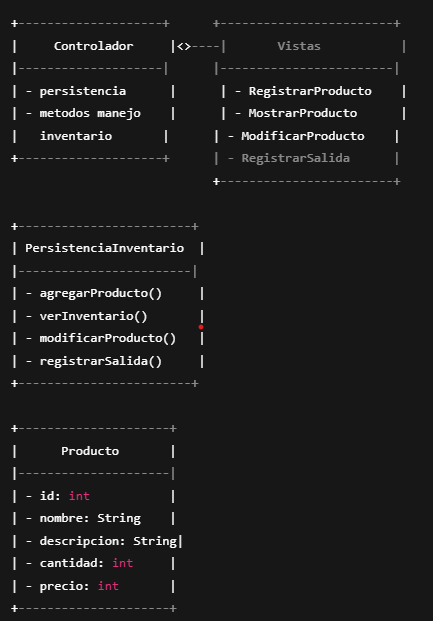 +--------------------+      +------------------------+
|     Controlador     |<>----|       Vistas           |
|--------------------|      |------------------------|
| - persistencia      |      | - RegistrarProducto    |
| - metodos manejo    |      | - MostrarProducto      |
|   inventario       |      | - ModificarProducto    |
+--------------------+      | - RegistrarSalida      |
+------------------------+
+------------------------+
| PersistenciaInventario  |
|------------------------|
| - agregarProducto()     |
| - verInventario()       |
| - modificarProducto()   |
| - registrarSalida()     |
+------------------------+
+---------------------+
|      Producto       |
|---------------------|
| - id: int           |
| - nombre: String    |
| - descripcion: String|
| - cantidad: int     |
| - precio: int       |
+---------------------+